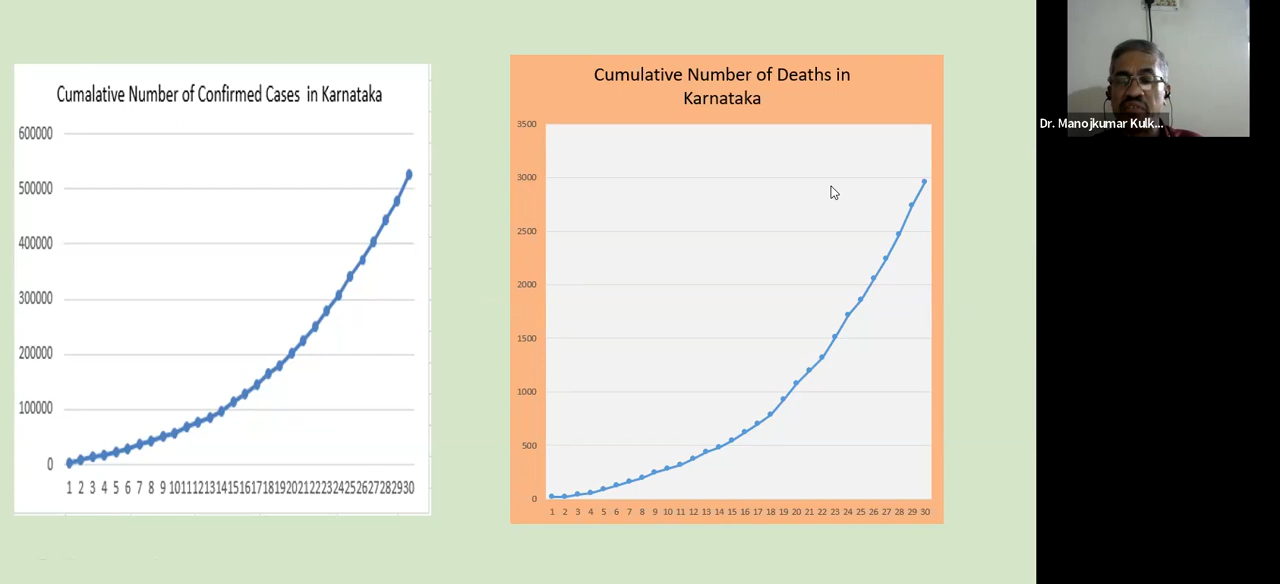 Cumalative Number of Confirmed Cases in Karnataka
600000
500000
400000
300000
200000
100000
0
1 2 3 4 5 6 7 8 9 10 11 12 13 14 15 16 17 18 19 20 21 22 23 24 25 26 27 28 29 30
Cumulative Number of Deaths in
Karnataka
3500
3000
2500
2000
1500
1000
500
0
1 2 3 4 5 6 7 8 9 10 11 12 13 14 15 16 17 18 19 20 21 22 23 24 25 26 27 28 29 30
Dr. Manojkumar Kulk...